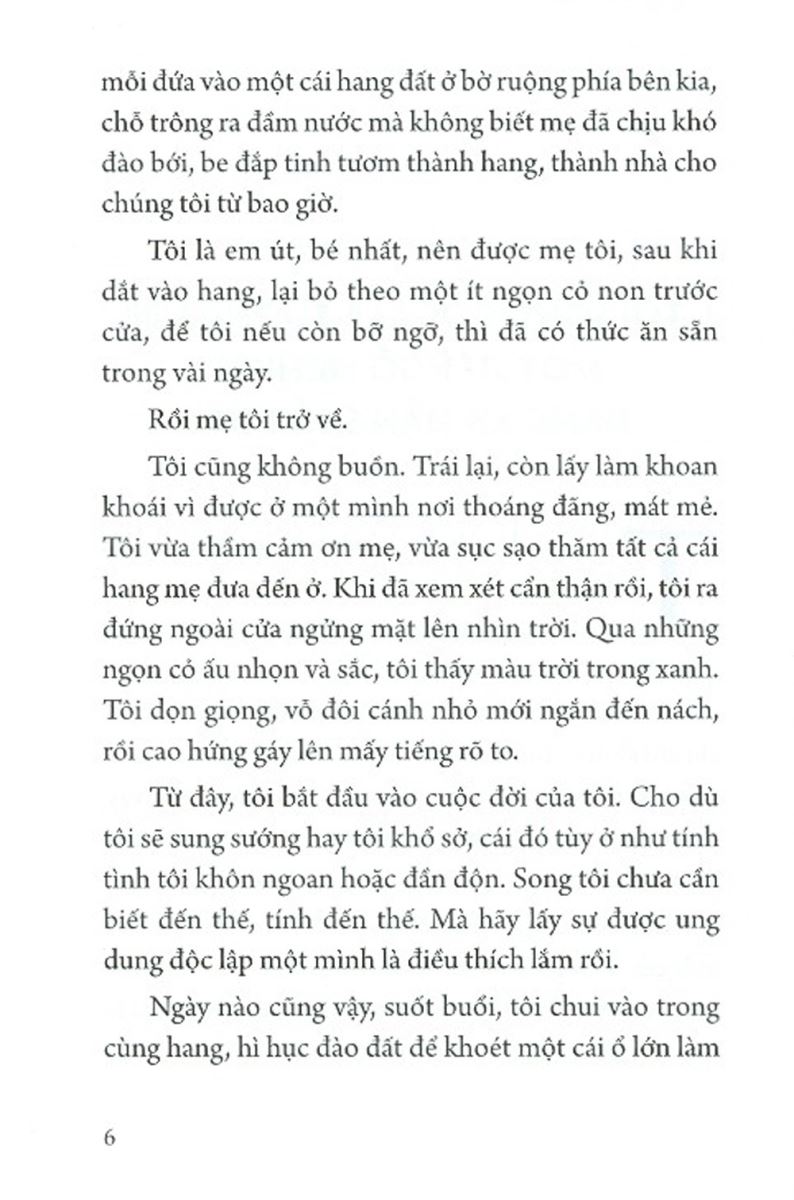 mỗi đứa vào một cái hang đất ở bờ ruộng phía bên kia,
chỗ trông ra đầm nước mà không biết mẹ đã chịu khó
đào bới, be đắp tinh tươm thành hang, thành nhà cho
chúng tôi từ bao giờ.
Tôi là em út, bé nhất, nên được mẹ tôi, sau khi
dắt vào hang, lại bỏ theo một ít ngọn cỏ non trước
cửa, để tôi nếu còn bỡ ngỡ, thì đã có thức ăn sẵn
trong vài ngày.
Rồi mẹ tôi trở về.
Tôi cũng không buồn. Trái lại, còn lấy làm khoan
khoái vì được ở một mình nơi thoáng đãng, mát mẻ.
Tôi vừa thầm cảm ơn mẹ, vừa sục sạo thăm tất cả cái
hang mẹ đưa đến ở. Khi đã xem xét cẩn thận rồi, tôi ra
đứng ngoài cửa ngửng mặt lên nhìn trời. Qua những
ngọn cỏ ấu nhọn và sắc, tôi thấy màu trời trong xanh.
Tôi dọn giọng, vỗ đôi cánh nhỏ mới ngắn đến nách,
rồi cao hứng gáy lên mấy tiếng rõ to.
Từ đây, tôi bắt đầu vào cuộc đời của tôi. Cho dù
tôi sẽ sung sướng hay tôi khổ sở, cái đó tùy ở như tính
tình tôi khôn ngoan hoặc đần độn. Song tôi chưa cần
biết đến thế, tính đến thế. Mà hãy lấy sự được ung
dung độc lập một mình là điều thích lắm rồi.
Ngày nào cũng vậy, suốt buổi, tôi chui vào trong
cùng hang, hì hục đào đất để khoét một cái ổ lớn làm
6